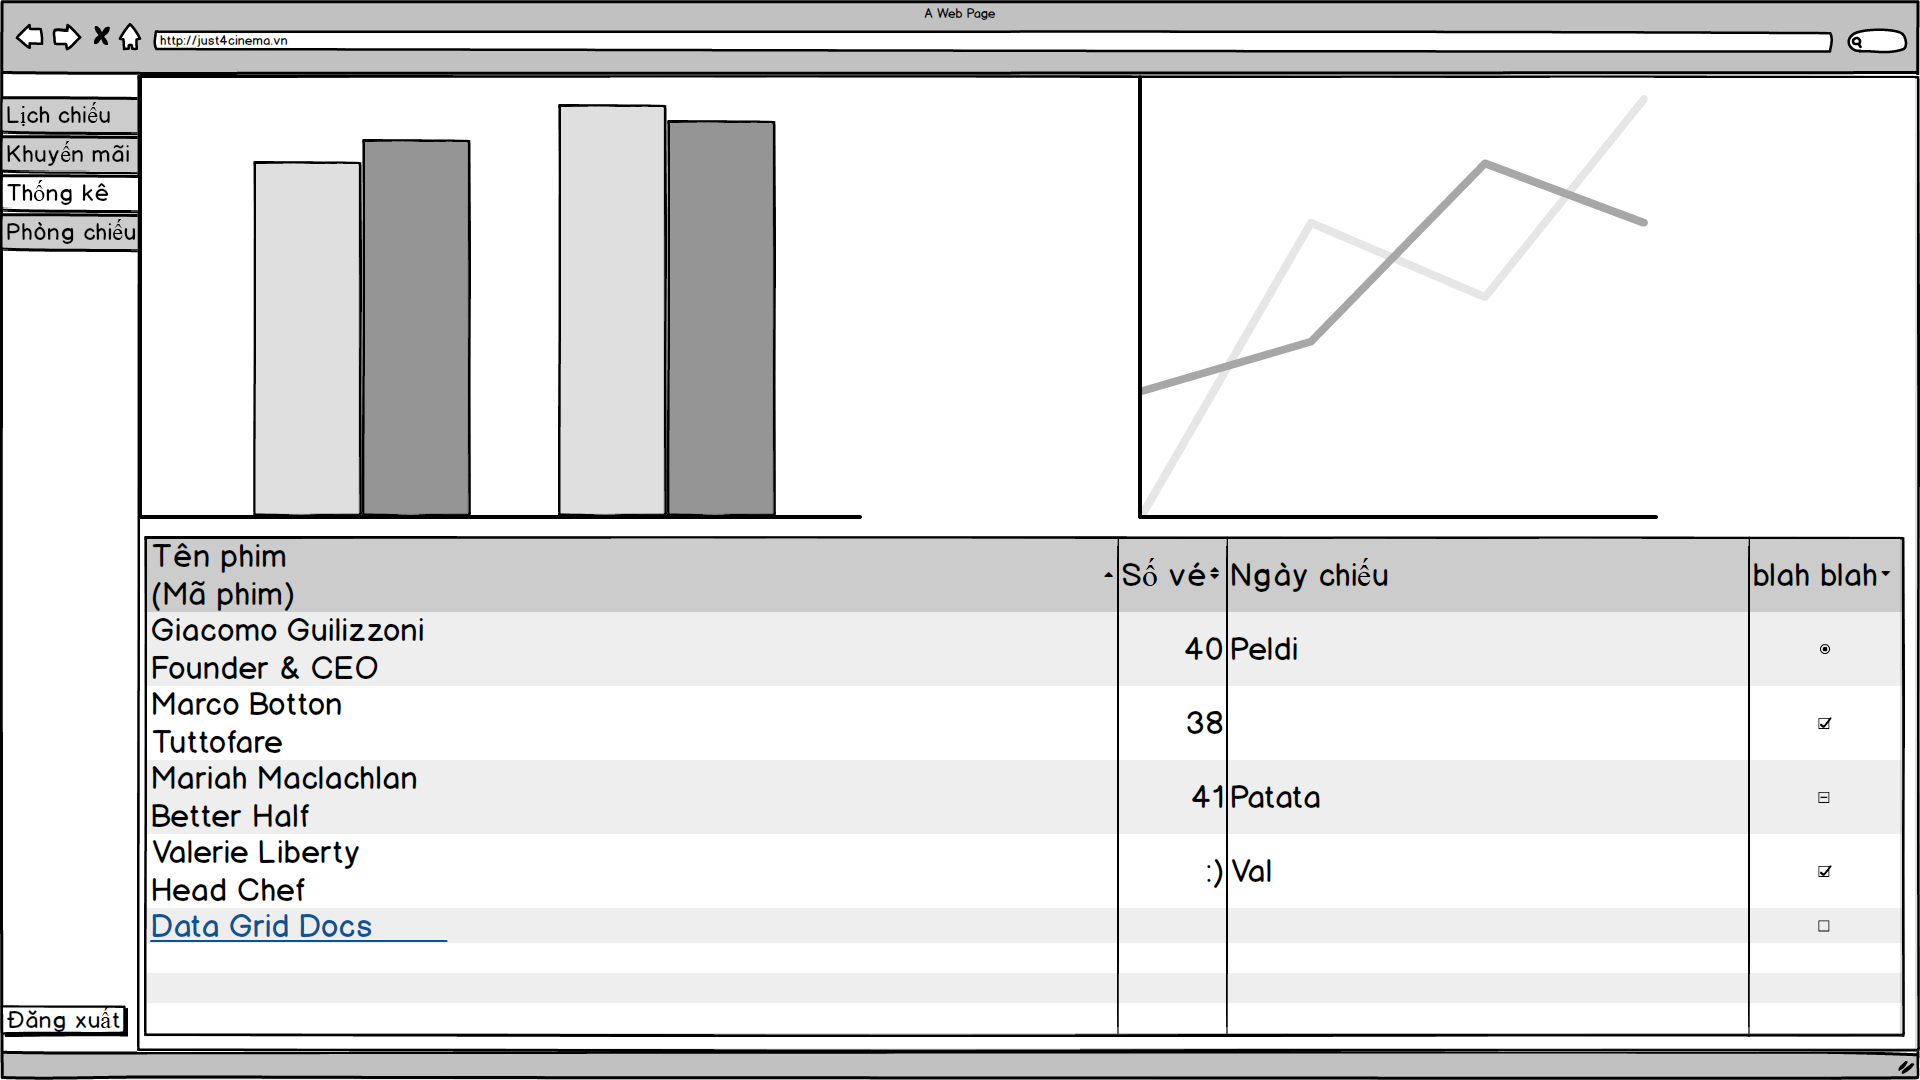 A Web Page
http://just4cinema.vn
Lịch chiếu
Khuyến mãi
Thống kê
Phòng chiếu
Tên phim
(Mã phim)
Số vé
Ngày chiếu
blah blah
Giacomo Guilizzoni
Founder & CEO
40
Peldi
Marco Botton
Tuttofare
38
Mariah Maclachlan
Better Half
41
Patata
Valerie Liberty
Head Chef
:)
Val
Data Grid Docs
Đăng xuất